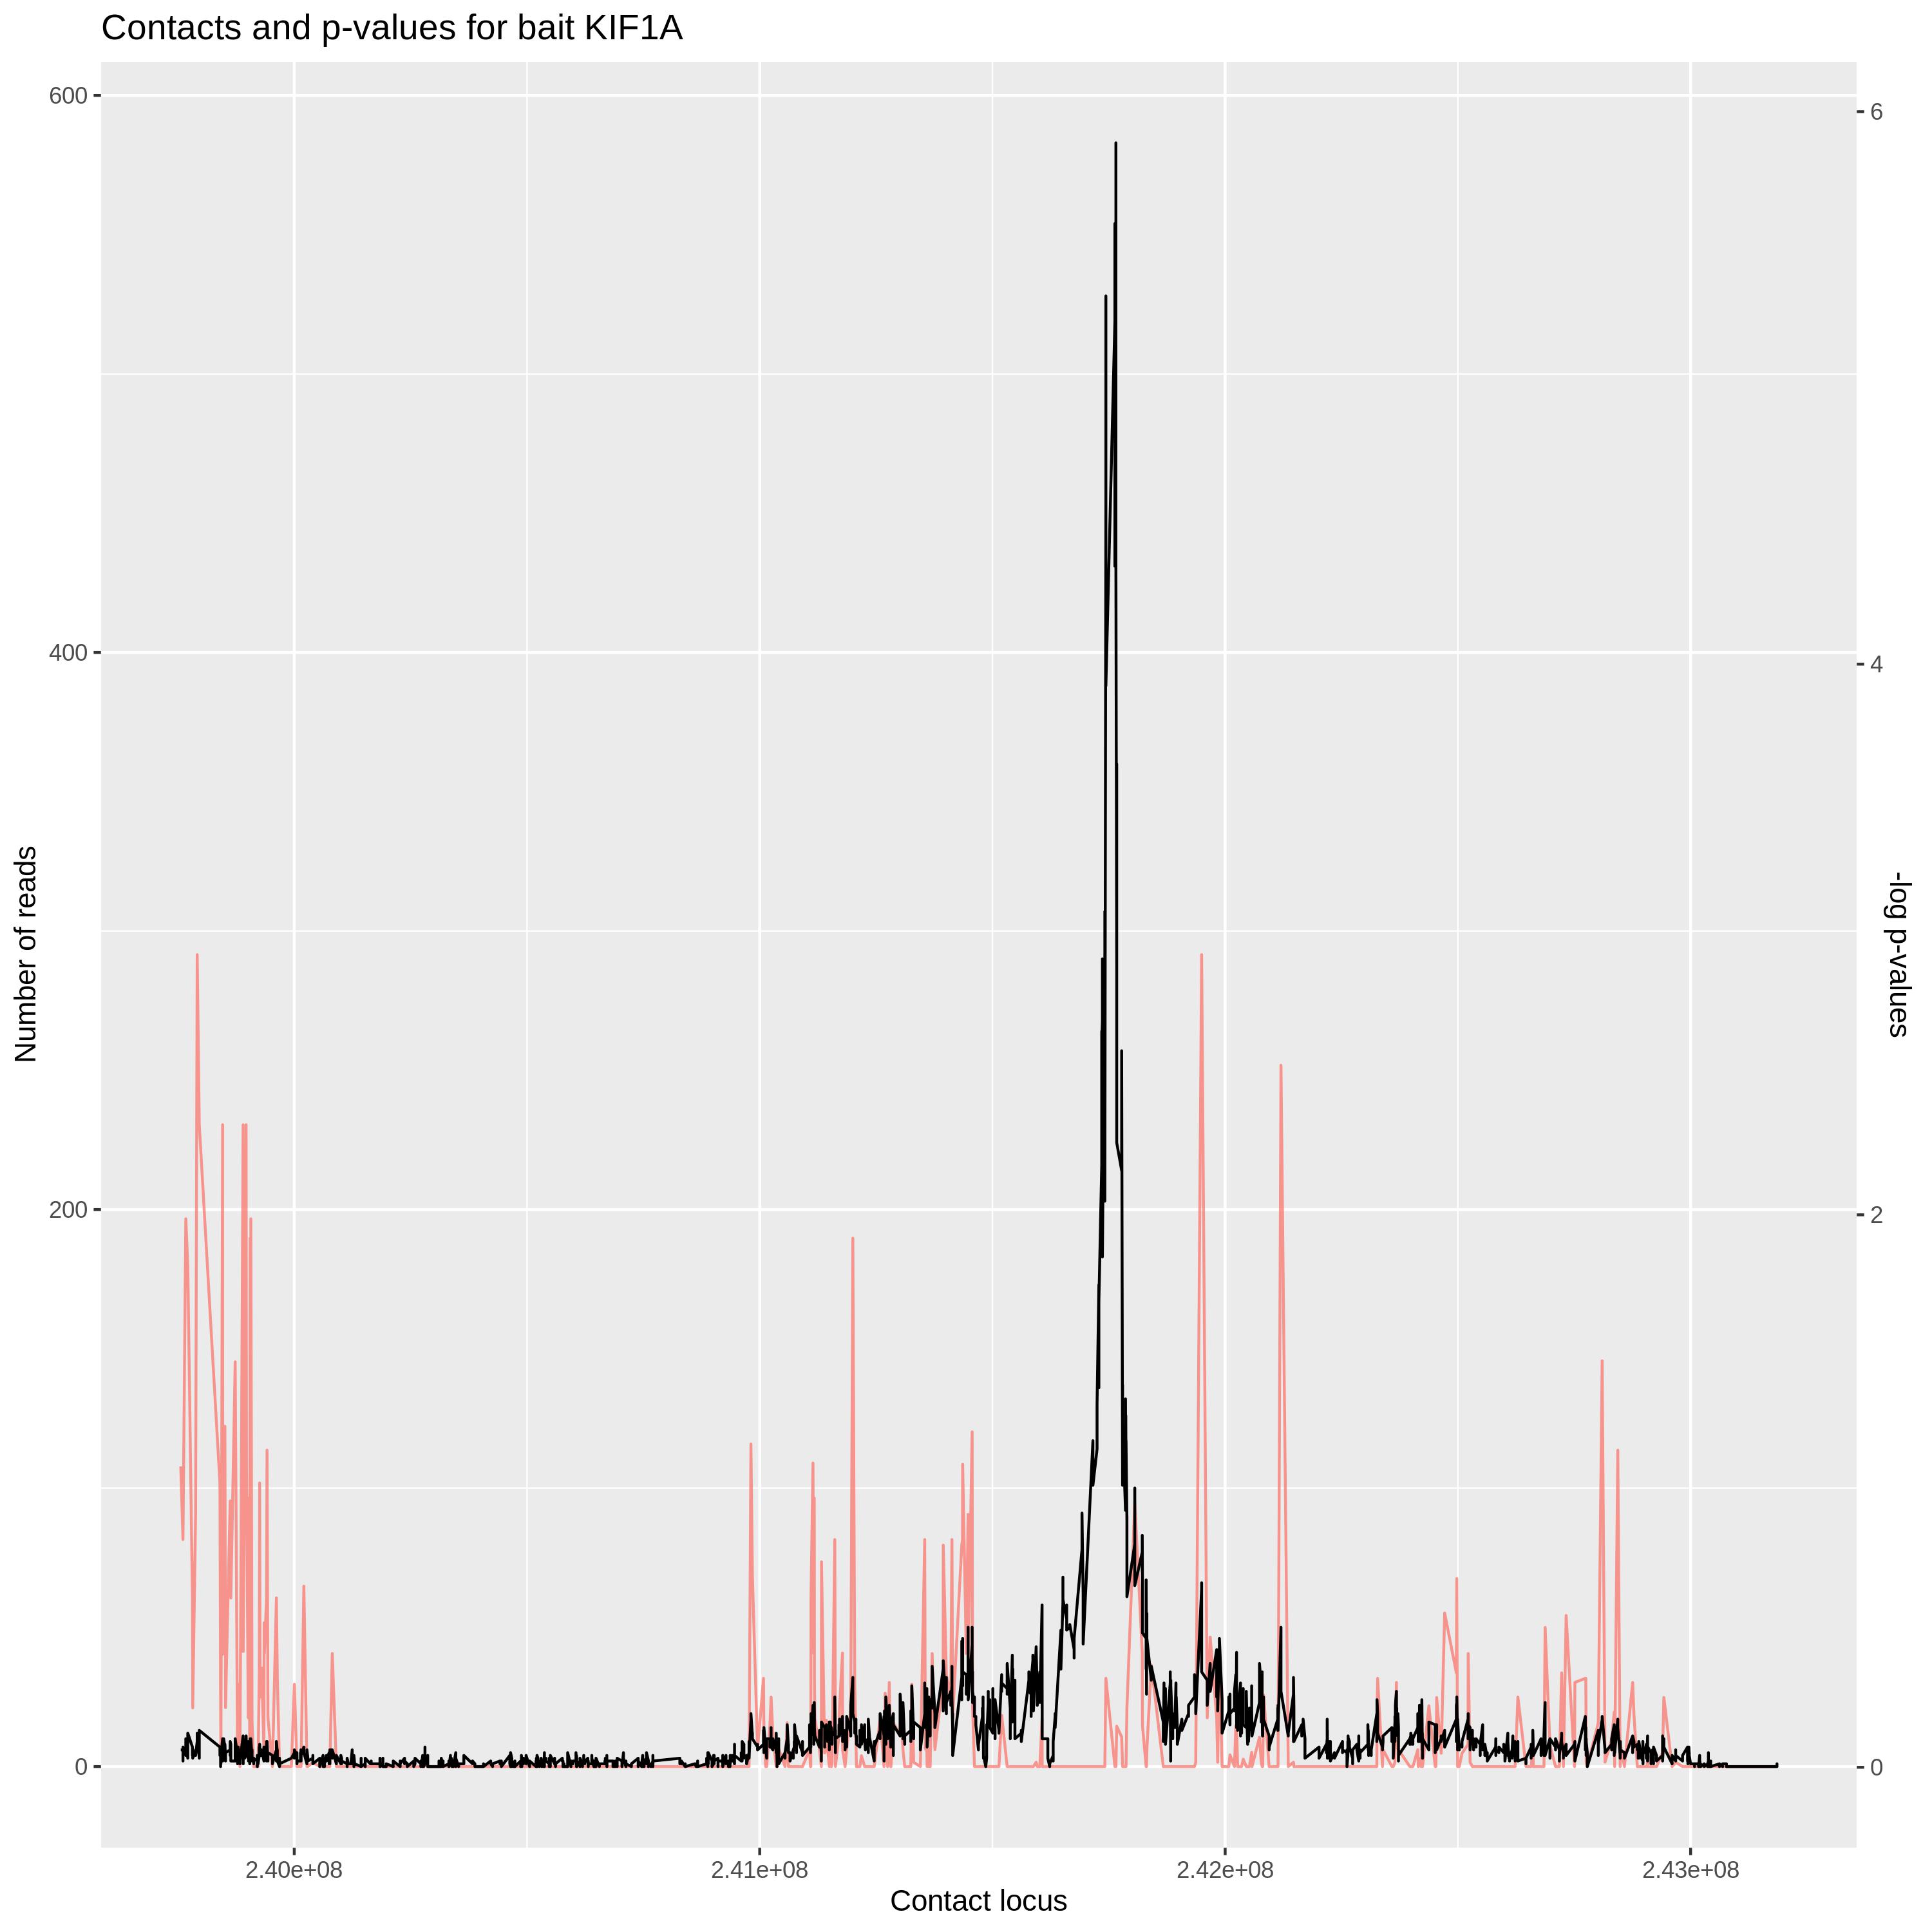 Contacts and p-values for bait KIF1A
600
400
200
0
6
4
2
0
Number of reads
-log p-values
2.40e+08 2.41e+08 2.42e+08 2.43e+08
Contact locus